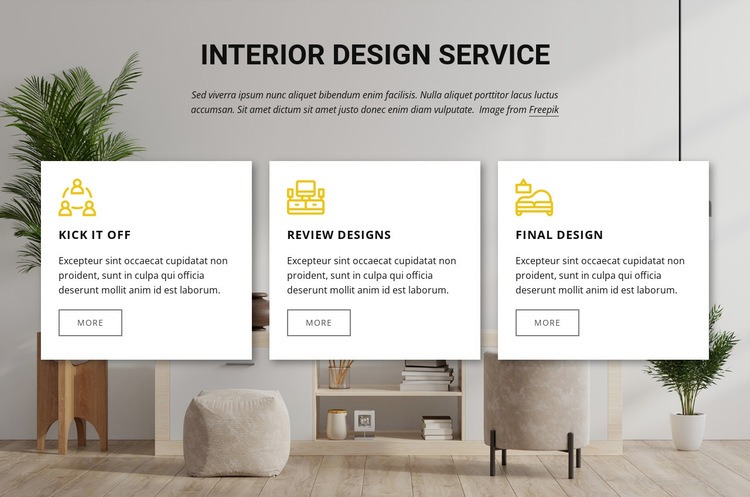 INTERIOR DESIGN SERVICE
Sed viverra ipsum nunc aliquet bibendum enim facilisis. Nulla aliquet porttitor lacus luctus
accumsan. Sit amet dictum sit amet justo donec enim diam vulputate. Image from Freepik
KICK IT OFF
Excepteur sint occaecat cupidatat non
proident, sunt in culpa qui officia
deserunt mollit anim id est laborum.
MORE
REVIEW DESIGNS
Excepteur sint occaecat cupidatat non
proident, sunt in culpa qui officia
deserunt mollit anim id est laborum.
MORE
FINAL DESIGN
Excepteur sint occaecat cupidatat non
proident, sunt in culpa qui officia
deserunt mollit anim id est laborum.
MORE